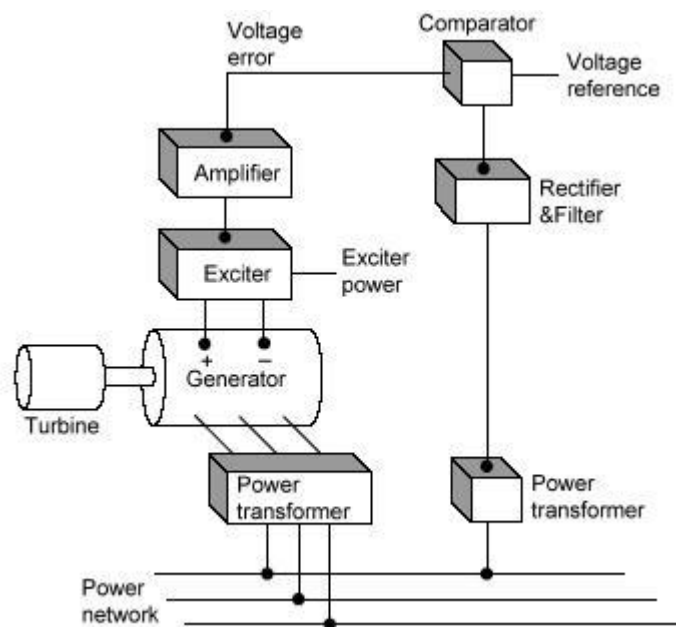 Comparator
Voltage
error
Voltage
reference
Amplifier
Rectifier
&Filter
Exciter
Exciter
power
+ −
Generator
Turbine
Power
transformer
Power
transformer
Power
network